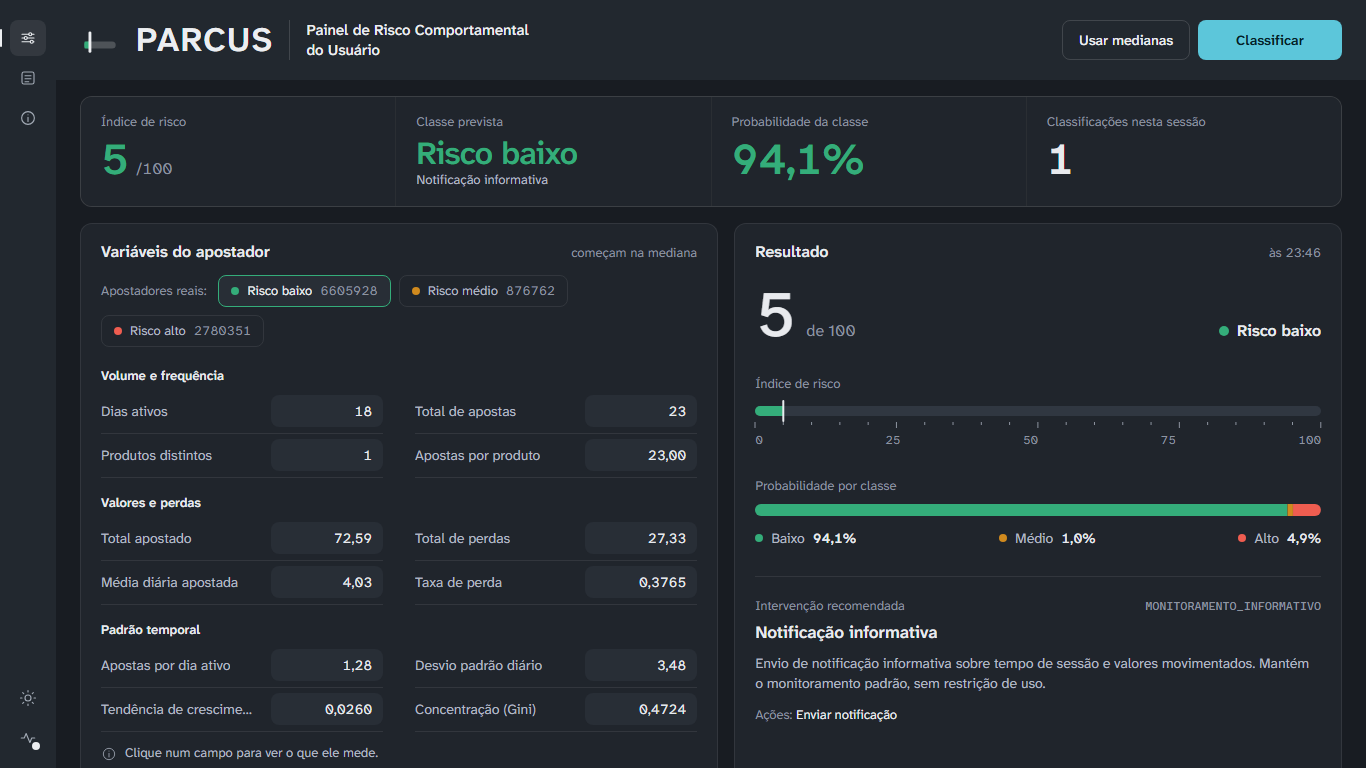 PARCUS
Painel de Risco Comportamental
do Usuário
Usar medianas
Classificar
Índice de risco
5 /100
Classe prevista
Risco baixo
Notificação informativa
Probabilidade da classe
94,1%
Classificações nesta sessão
1
Variáveis do apostador
começam na mediana
Apostadores reais:
Risco baixo 6605928
Risco médio 876762
Risco alto 2780351
Volume e frequência
Dias ativos 18
Total de apostas 23
Produtos distintos 1
Apostas por produto 23,00
Valores e perdas
Total apostado 72,59
Total de perdas 27,33
Média diária apostada 4,03
Taxa de perda 0,3765
Padrão temporal
Apostas por dia ativo 1,28
Desvio padrão diário 3,48
Tendência de crescime... 0,0260
Concentração (Gini) 0,4724
Clique num campo para ver o que ele mede.
Resultado
às 23:46
5 de 100
Risco baixo
Índice de risco
0 25 50 75 100
Probabilidade por classe
Baixo 94,1%
Médio 1,0%
Alto 4,9%
Intervenção recomendada
MONITORAMENTO_INFORMATIVO
Notificação informativa
Envio de notificação informativa sobre tempo de sessão e valores movimentados. Mantém
o monitoramento padrão, sem restrição de uso.
Ações: Enviar notificação